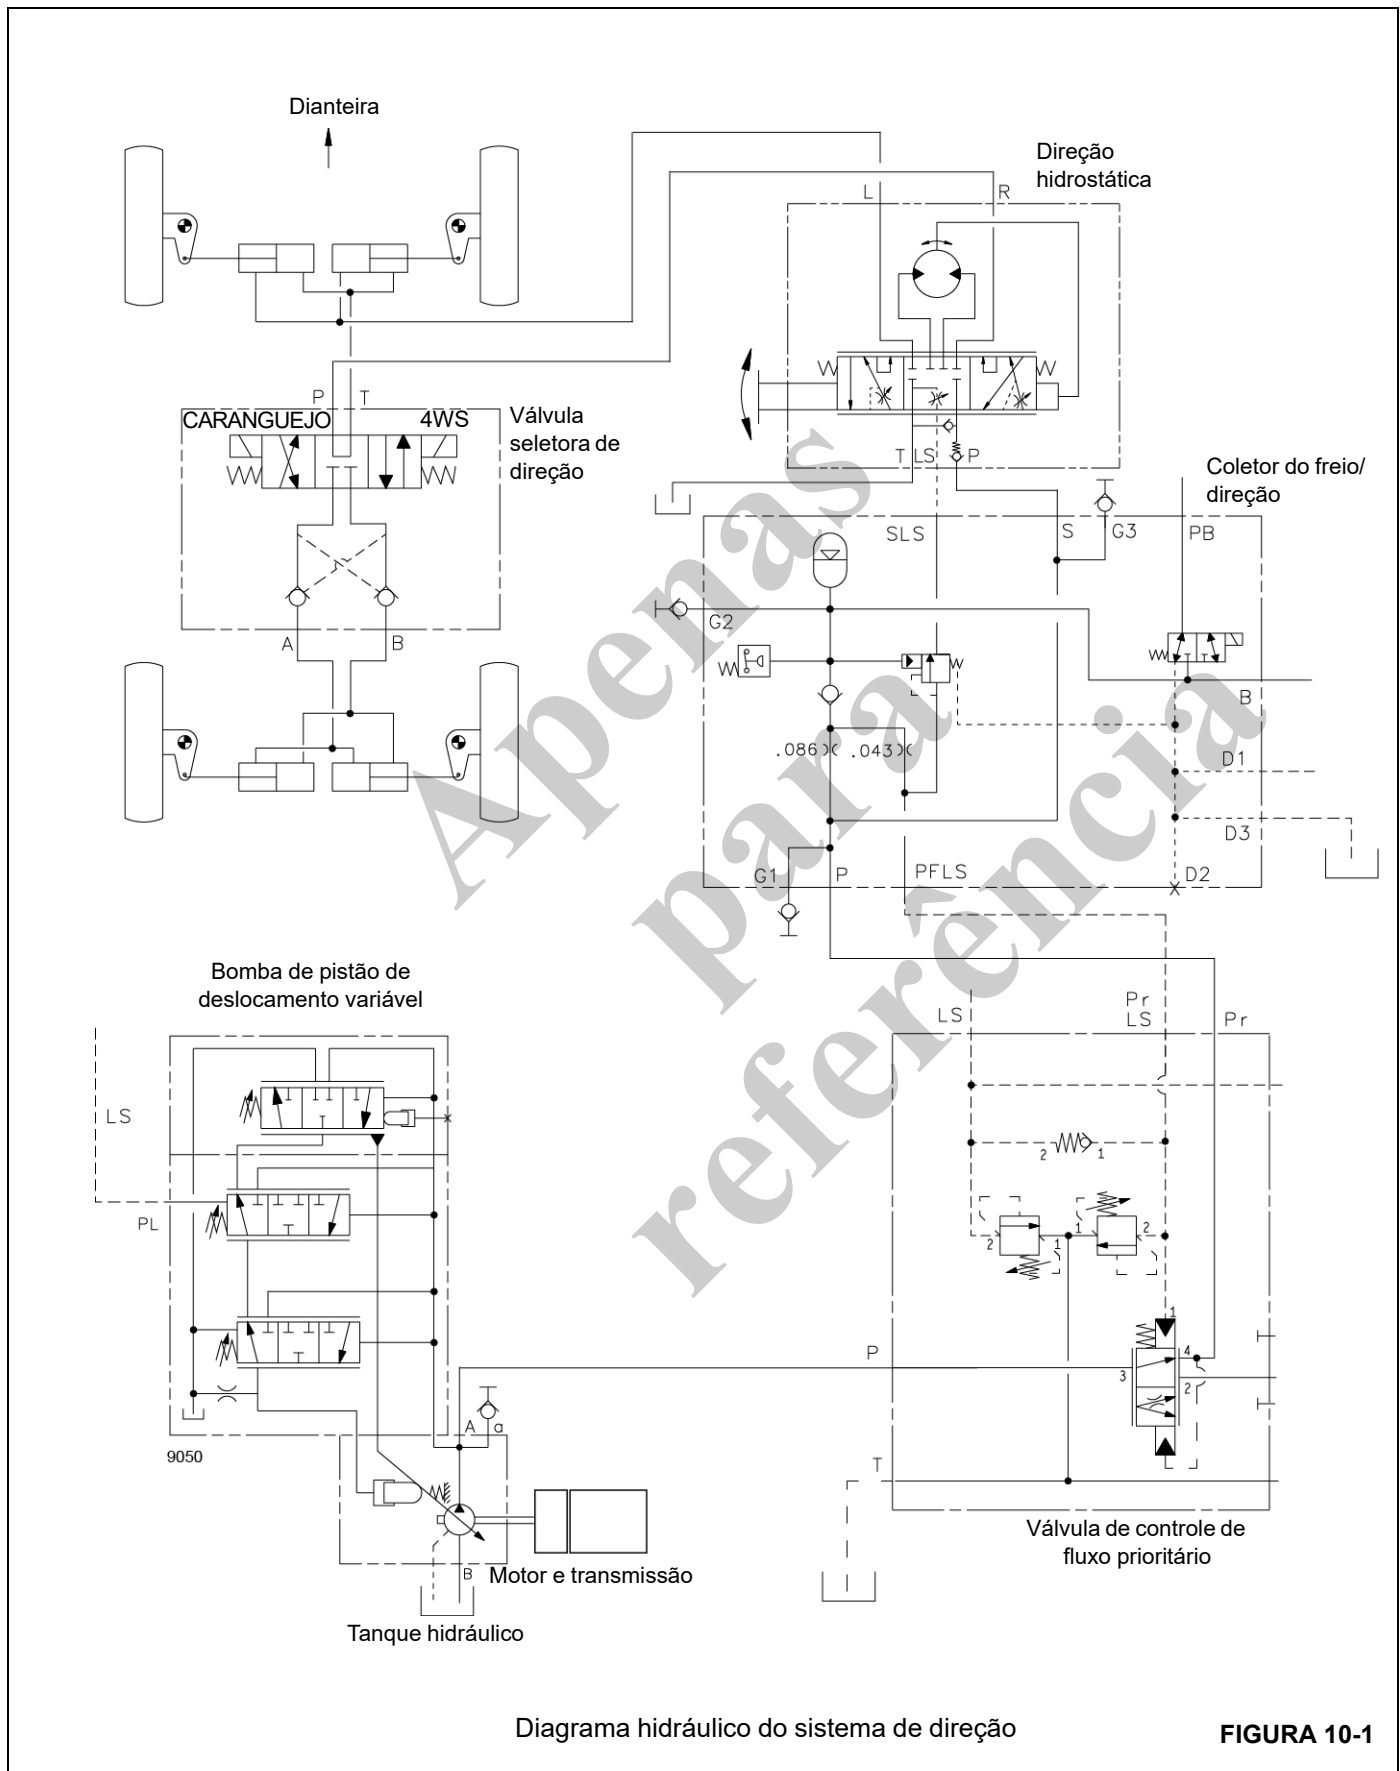 Dianteira
Direção
hidrostática
L
R
P
T
CARANGUEJO
4WS
Válvula
seletora de
direção
T
LS
P
Coletor do freio/
direção
SLS
S
G3
PB
G2
A
B
B
.086
.043
D1
D3
G1
P
PFLS
D2
Bomba de pistão de
deslocamento variável
LS
Pr
LS
Pr
LS
2
1
PL
2
1
1
2
1
P
4
3
2
A
a
9050
T
B
Motor e transmissão
Válvula de controle de
fluxo prioritário
Tanque hidráulico
Apenas
para
referência
Diagrama hidráulico do sistema de direção
FIGURA 10-1